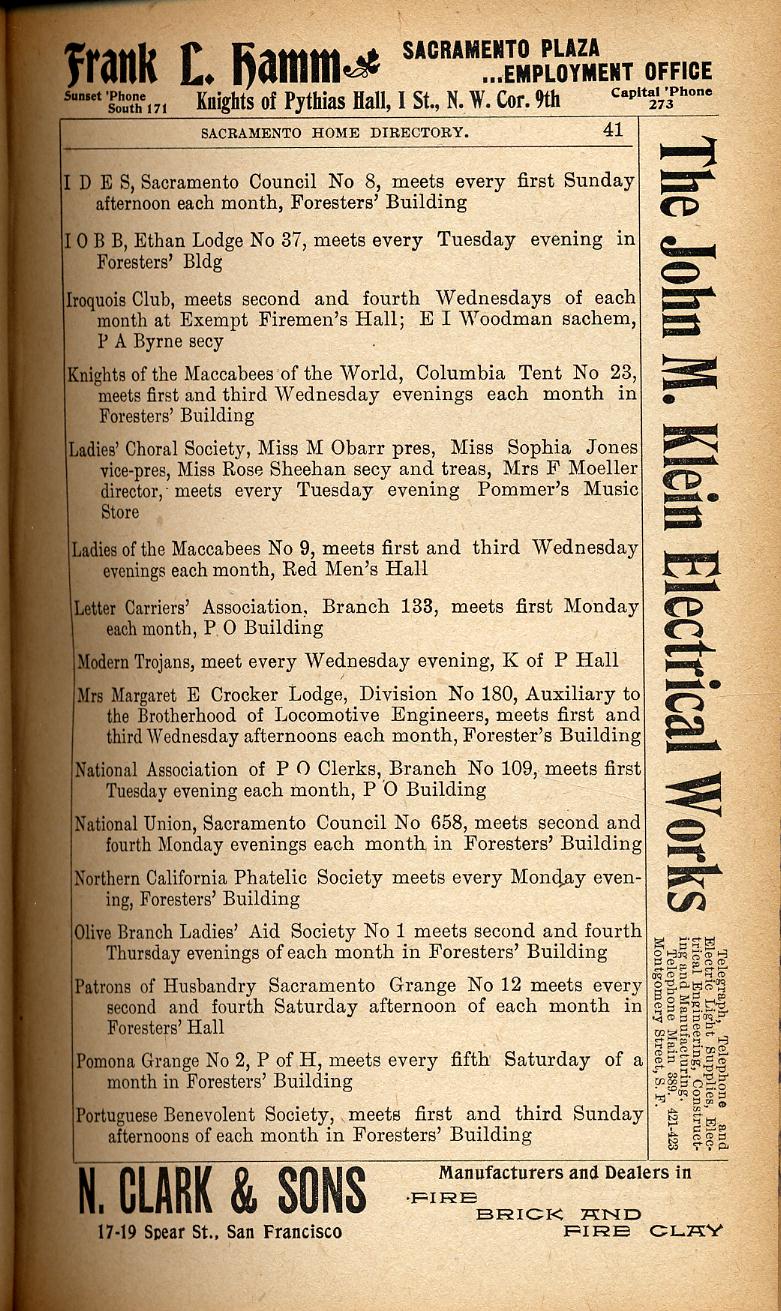 Frank C. Hamm
SACRAMENTO PLAZA
...EMPLOYMENT OFFICE
Sunset 'Phone
South 171
Knights of Pythias Hall, I St., N. W. Cor. 9th
Capital 'Phone
273
SACRAMENTO HOME DIRECTORY. 41
I D E S, Sacramento Council No 8, meets every first Sunday
afternoon each month, Foresters' Building
I O B B, Ethan Lodge No 37, meets every Tuesday evening in
Foresters' Bldg
Iroquois Club, meets second and fourth Wednesdays of each
month at Exempt Firemen's Hall; E I Woodman sachem,
P A Byrne secy
Knights of the Maccabees of the World, Columbia Tent No 23,
meets first and third Wednesday evenings each month in
Foresters' Building
Ladies' Choral Society, Miss M Obarr pres, Miss Sophia Jones
vice-pres, Miss Rose Sheehan secy and treas, Mrs F Moeller
director, meets every Tuesday evening Pommer's Music
Store
Ladies of the Maccabees No 9, meets first and third Wednesday
evenings each month, Red Men's Hall
Letter Carriers' Association, Branch 133, meets first Monday
each month, P O Building
Modern Trojans, meet every Wednesday evening, K of P Hall
Mrs Margaret E Crocker Lodge, Division No 180, Auxiliary to
the Brotherhood of Locomotive Engineers, meets first and
third Wednesday afternoons each month, Forester's Building
National Association of P O Clerks, Branch No 109, meets first
Tuesday evening each month, P O Building
National Union, Sacramento Council No 658, meets second and
fourth Monday evenings each month in Foresters' Building
Northern California Phatelic Society meets every Monday even-
ing, Foresters' Building
Olive Branch Ladies' Aid Society No 1 meets second and fourth
Thursday evenings of each month in Foresters' Building
Patrons of Husbandry Sacramento Grange No 12 meets every
second and fourth Saturday afternoon of each month in
Foresters' Hall
Pomona Grange No 2, P of H, meets every fifth Saturday of a
month in Foresters' Building
Portuguese Benevolent Society, meets first and third Sunday
afternoons of each month in Foresters' Building
The John M. Klein Electrical Works
Telegraph, Telephone and
Electric Light Supplies, Elec-
trical Engineering, Construct-
ing and Manufacturing.
Telephone Main 389. 421-423
Montgomery Street, S. F.
N. CLARK & SONS
17-19 Spear St., San Francisco
Manufacturers and Dealers in
FIRE
BRICK AND
FIRE CLAY